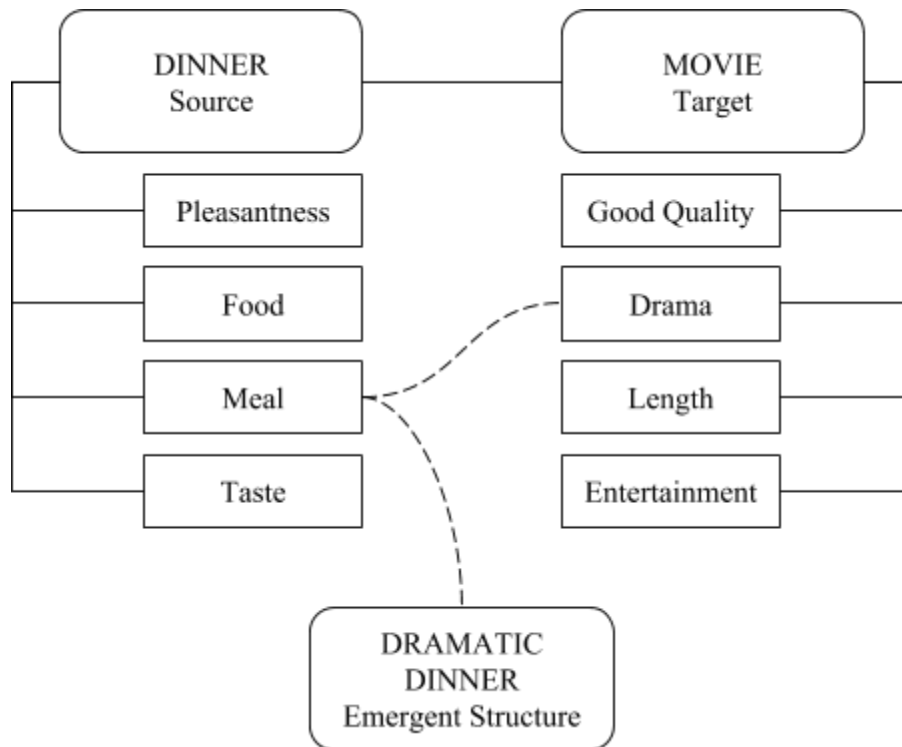 DINNER
Source
MOVIE
Target
Pleasantness
Good Quality
Food
Drama
Meal
Length
Taste
Entertainment
DRAMATIC
DINNER
Emergent Structure